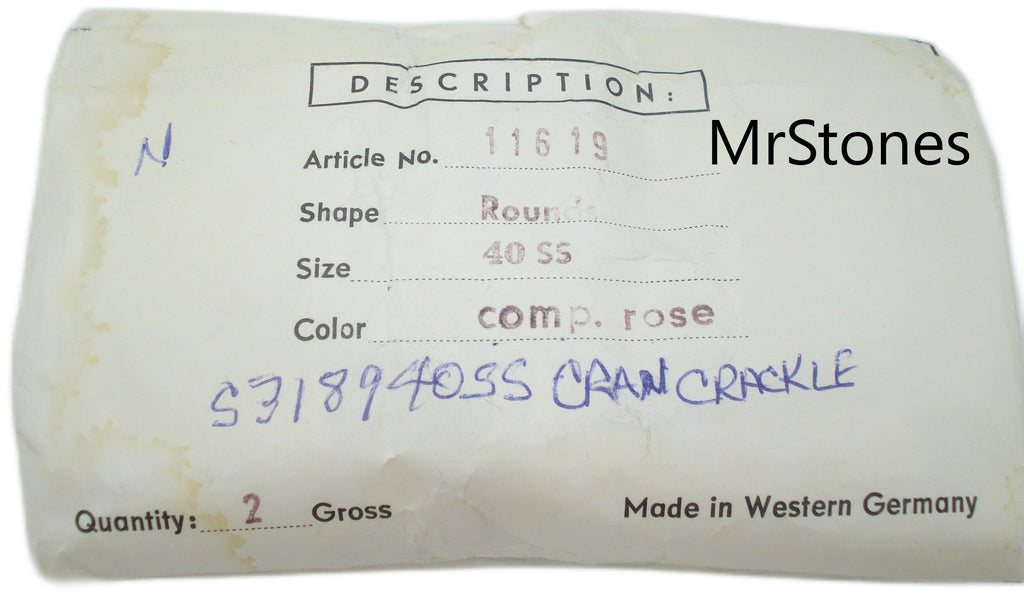 DESCRIPTION:
N
MrStones
Article No. 11619
Shape Rounds
Size 40 SS
Color comp. rose
S3189 40SS CRAN CRACKLE
Quantity: 2 Gross
Made in Western Germany